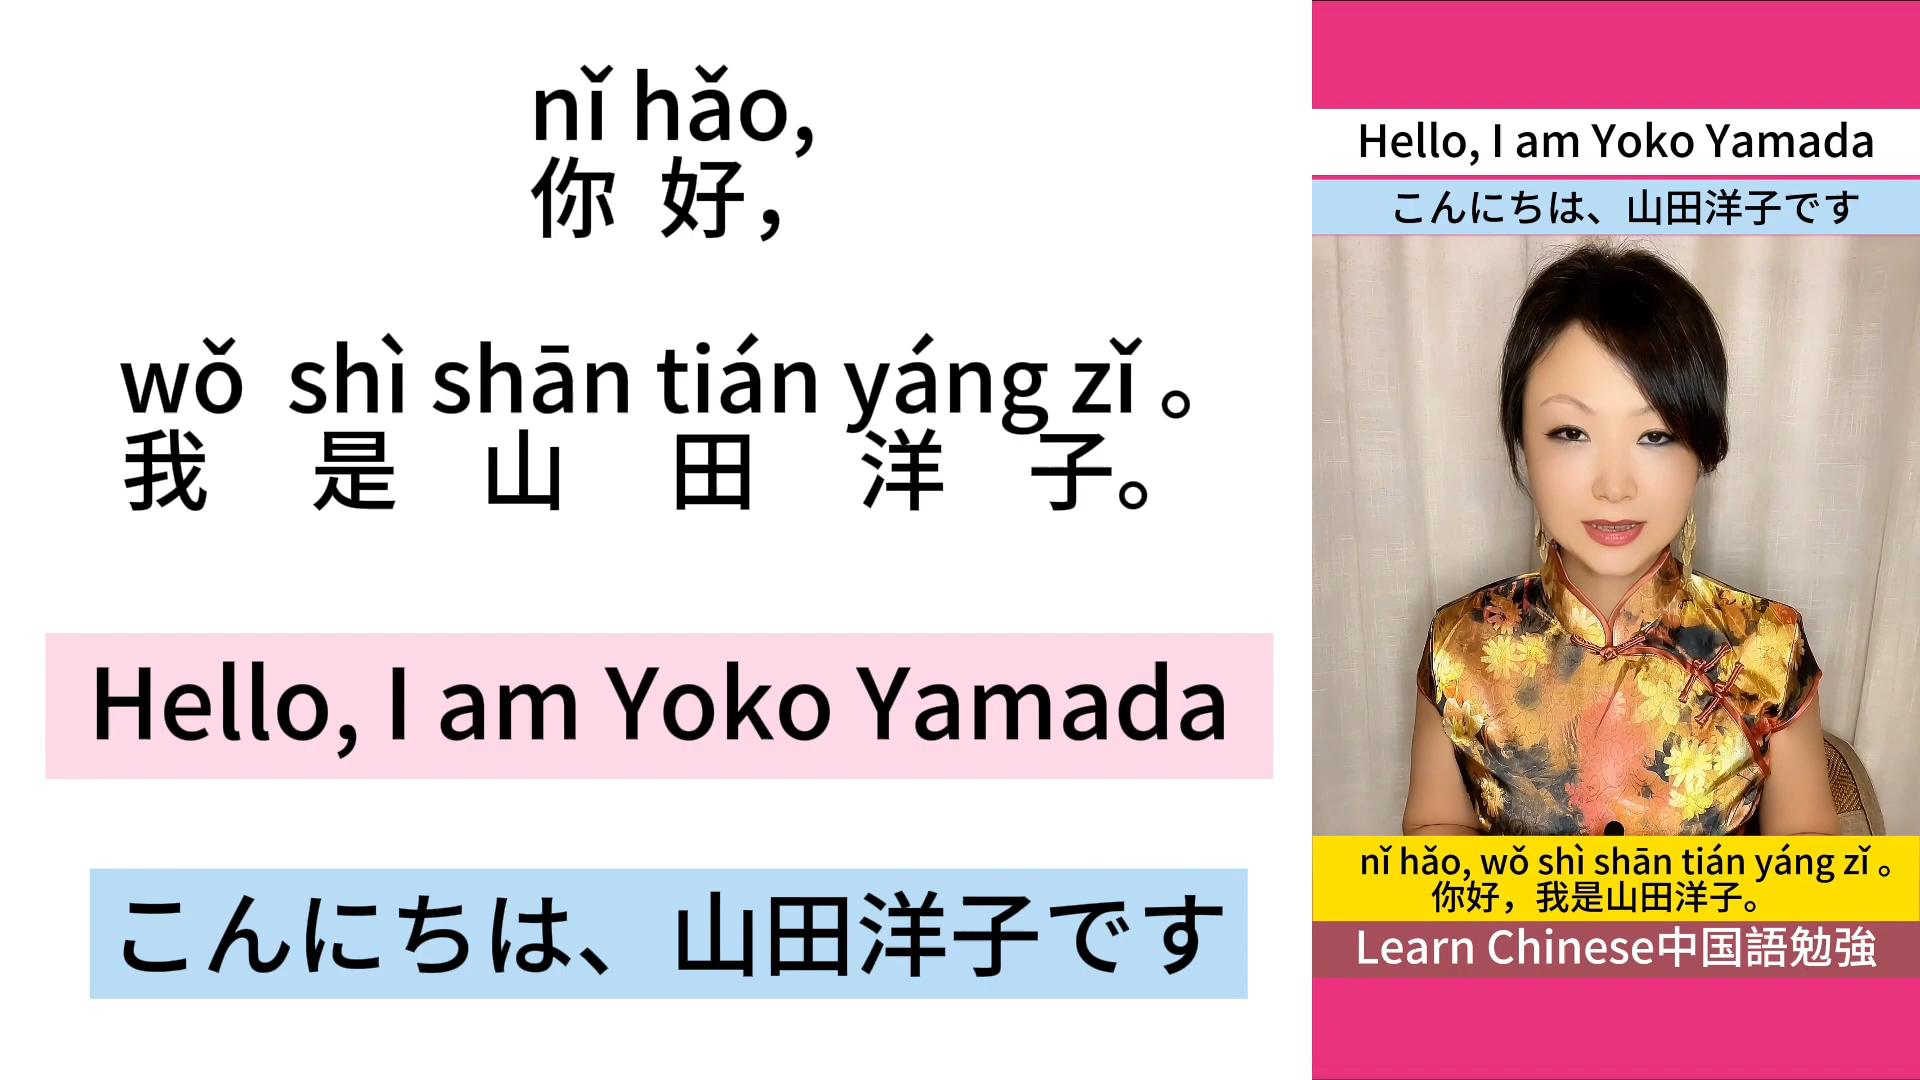 nǐ hǎo,
你 好，
wǒ shì shān tián yáng zǐ 。
我 是 山 田 洋 子。
Hello, I am Yoko Yamada
こんにちは、山田洋子です
Hello, I am Yoko Yamada
こんにちは、山田洋子です
nǐ hǎo, wǒ shì shān tián yáng zǐ 。
你好，我是山田洋子。
Learn Chinese中国語勉強